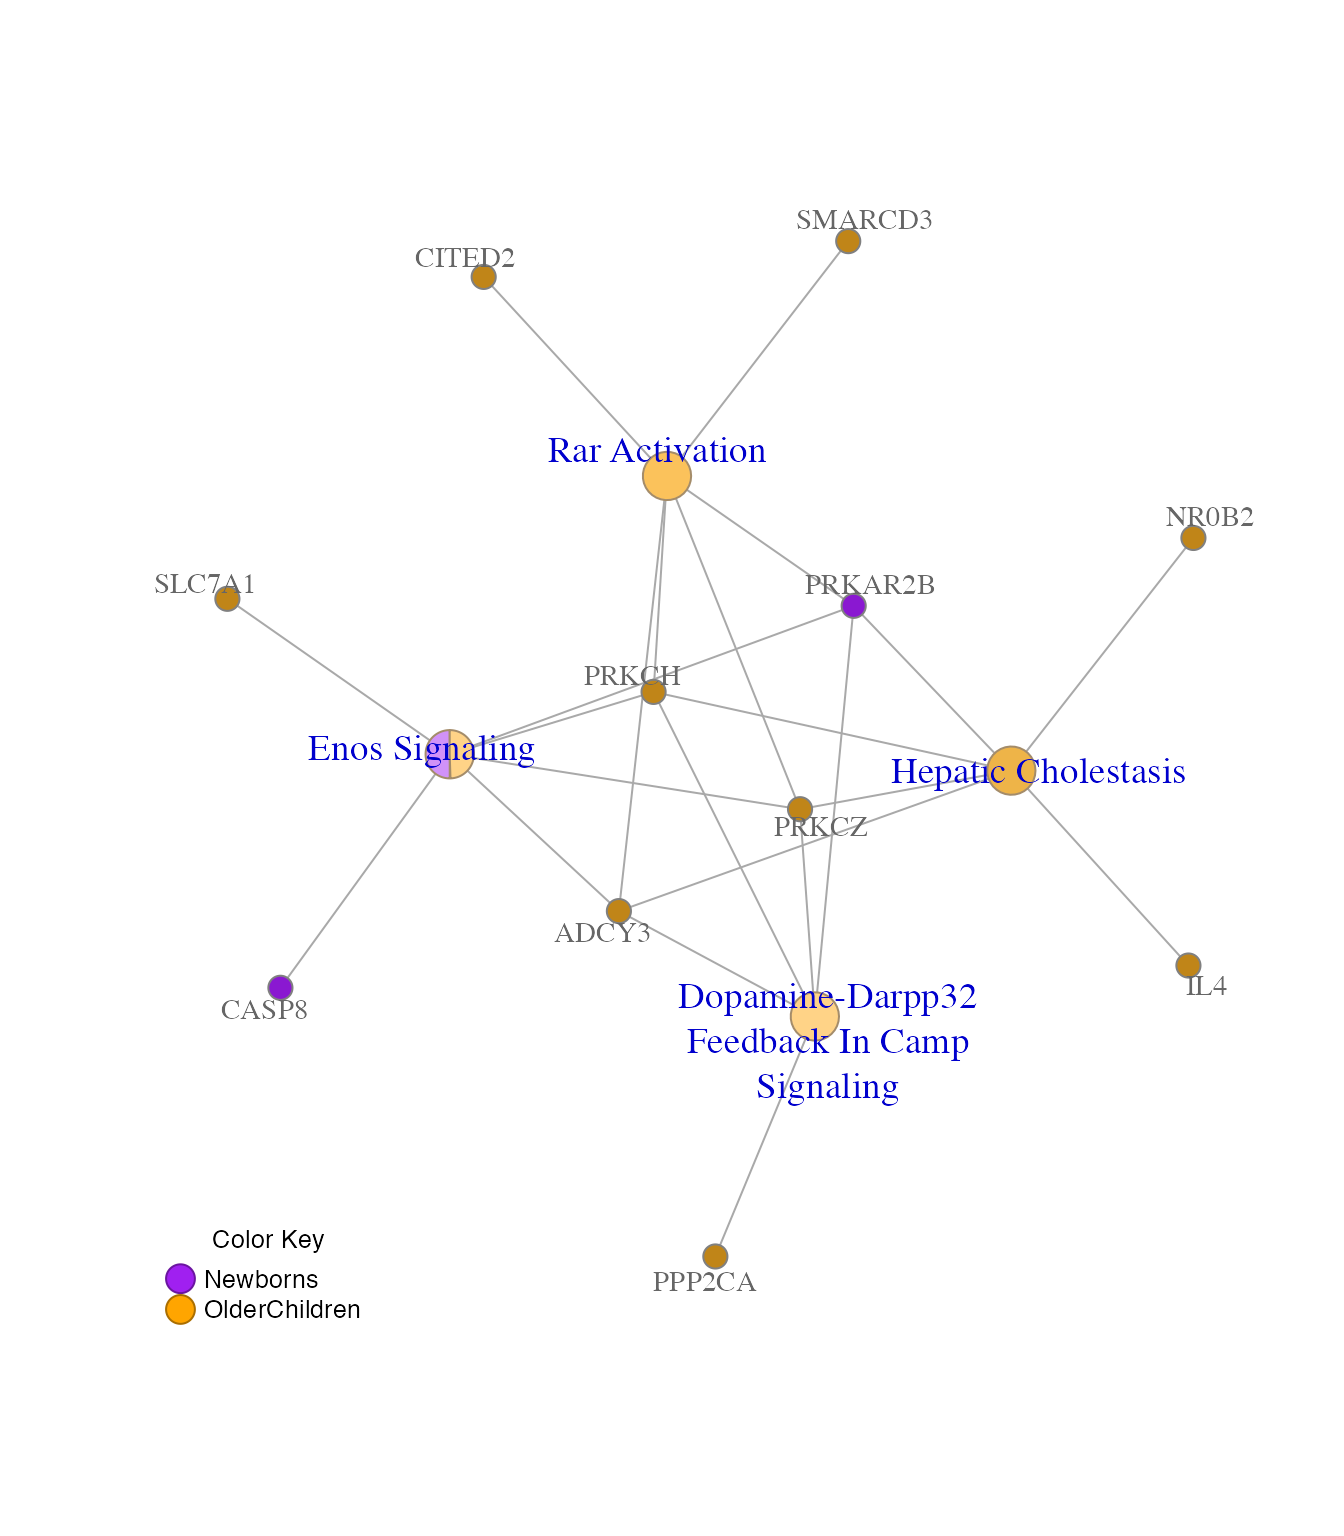 SMARCD3
CITED2
Rar Activation
NR0B2
SLC7A1
PRKAR2B
PRKCH
Enos Signaling
Hepatic Cholestasis
PRKCZ
ADCY3
IL4
Dopamine-Darpp32
Feedback In Camp
Signaling
CASP8
PPP2CA
Color Key
Newborns
OlderChildren